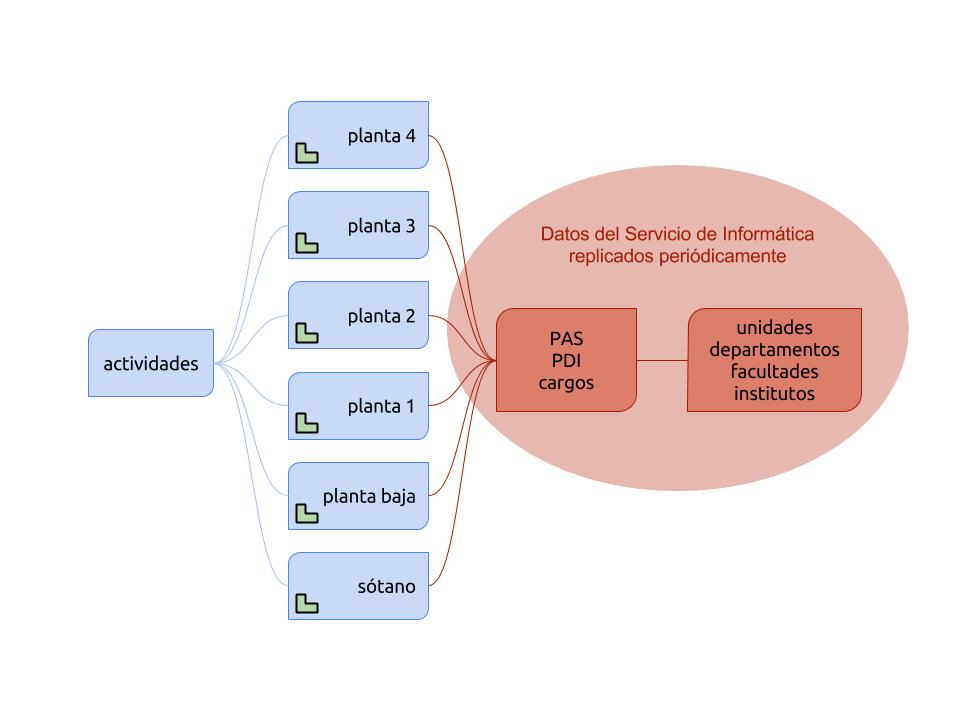 planta 4
planta 3
planta 2
planta 1
planta baja
sótano
actividades
Datos del Servicio de Informática
replicados periódicamente
PAS
PDI
cargos
unidades
departamentos
facultades
institutos